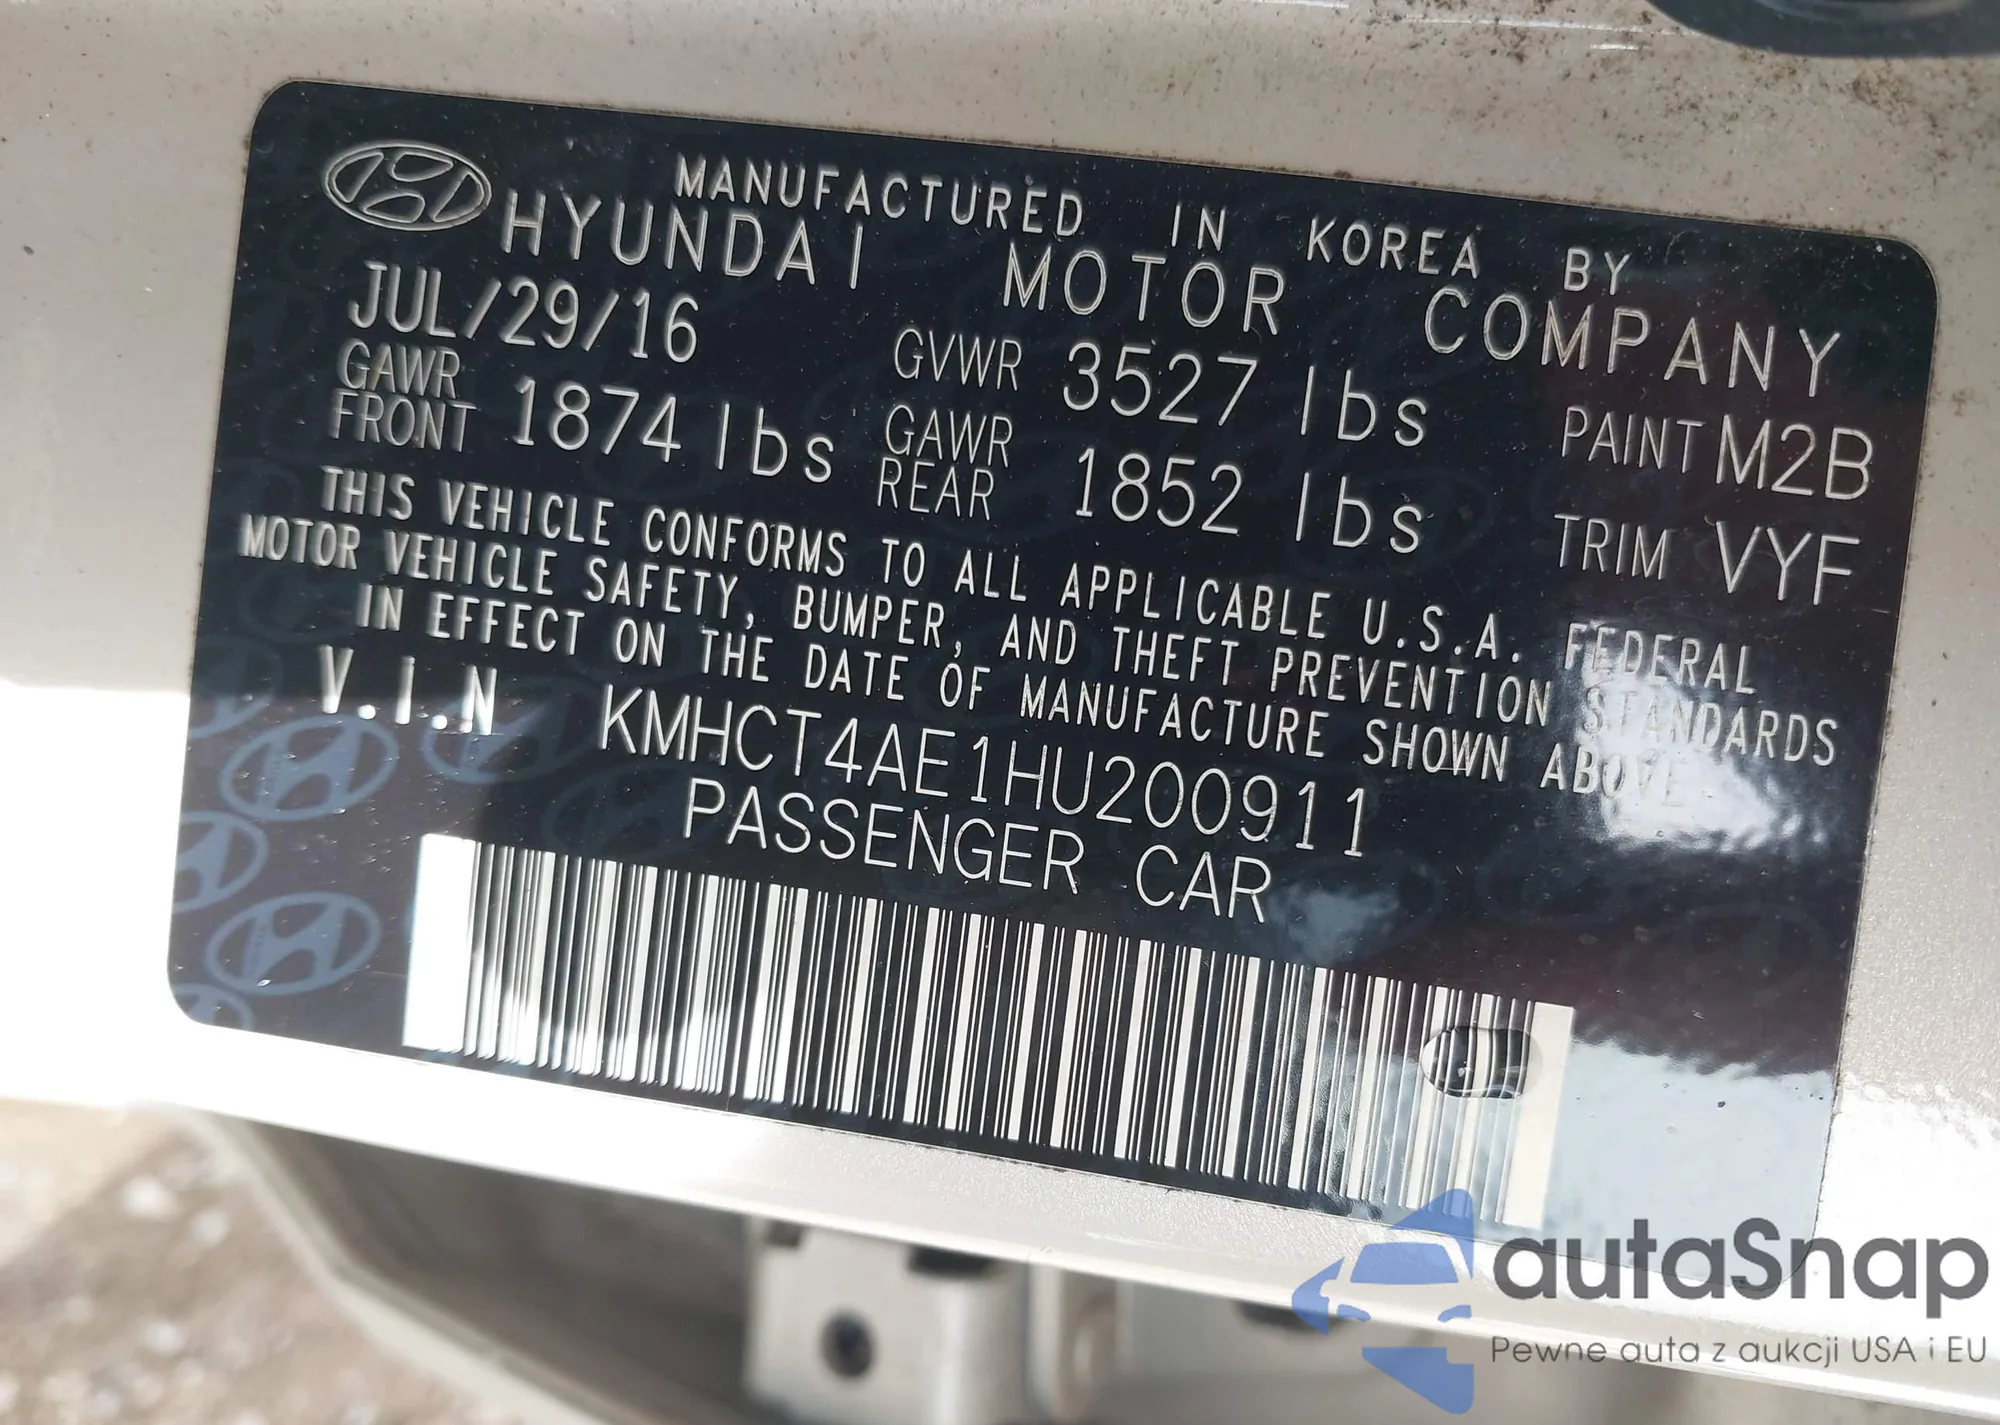 MANUFACTURED IN KOREA BY
HYUNDAI MOTOR COMPANY
JUL/29/16 GVWR 3527 lbs PAINT M2B
GAWR FRONT 1874 lbs GAWR REAR 1852 lbs TRIM VYF
THIS VEHICLE CONFORMS TO ALL APPLICABLE U.S.A. FEDERAL
MOTOR VEHICLE SAFETY, BUMPER, AND THEFT PREVENTION STANDARDS
IN EFFECT ON THE DATE OF MANUFACTURE SHOWN ABOVE
V.I.N KMHCT4AE1HU200911
PASSENGER CAR
autaSnap
Pewne auta z aukcji USA i EU